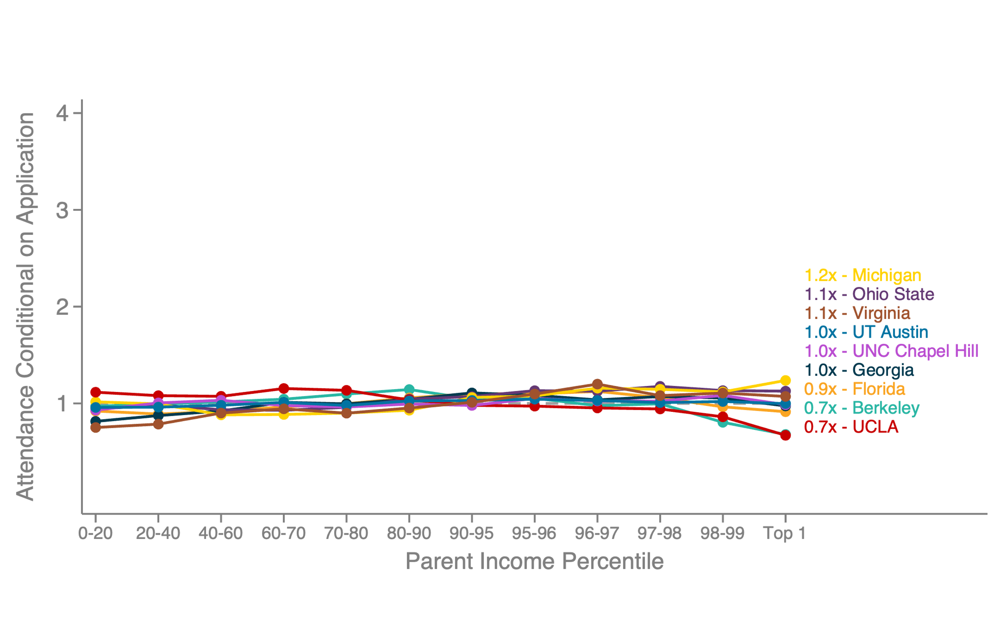 Attendance Conditional on Application
4
3
2
1
1.2x - Michigan
1.1x - Ohio State
1.1x - Virginia
1.0x - UT Austin
1.0x - UNC Chapel Hill
1.0x - Georgia
0.9x - Florida
0.7x - Berkeley
0.7x - UCLA
0-20 20-40 40-60 60-70 70-80 80-90 90-95 95-96 96-97 97-98 98-99 Top 1
Parent Income Percentile